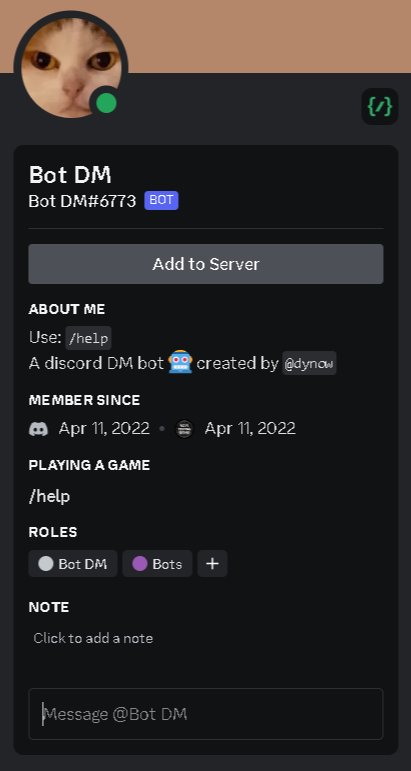 {/}
Bot DM
Bot DM#6773 BOT
Add to Server
ABOUT ME
Use: /help
A discord DM bot 🤖 created by @dynow
MEMBER SINCE
Apr 11, 2022 • Apr 11, 2022
PLAYING A GAME
/help
ROLES
Bot DM Bots +
NOTE
Click to add a note
Message @Bot DM